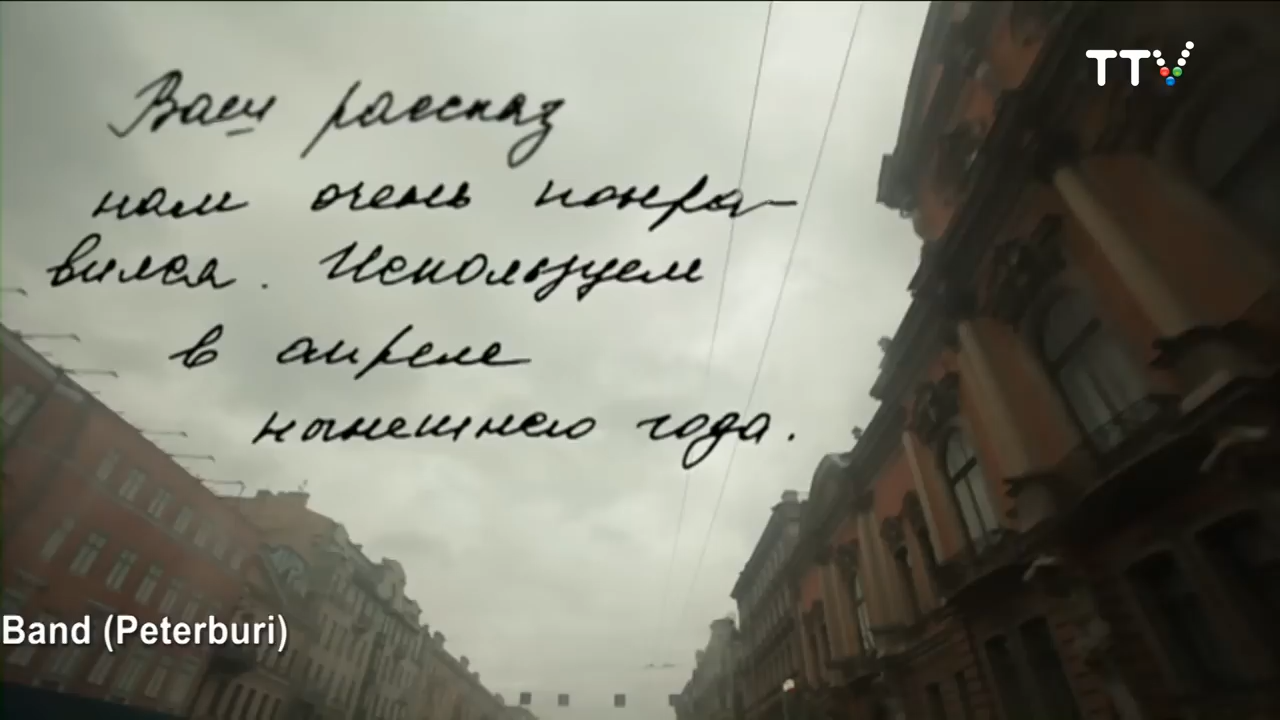 TTV
Ваш рассказ
нам очень понра-
вился. Используем
в апреле
нынешнего года.
Band (Peterburi)